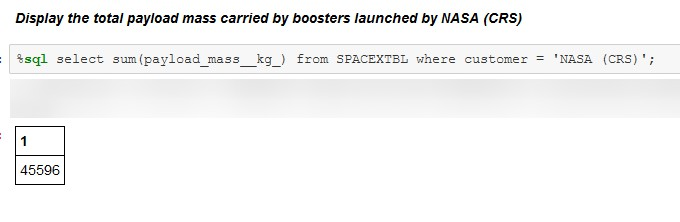 Display the total payload mass carried by boosters launched by NASA (CRS)
: %sql select sum(payload_mass__kg_) from SPACEXTBL where customer = 'NASA (CRS)';
:
1
45596